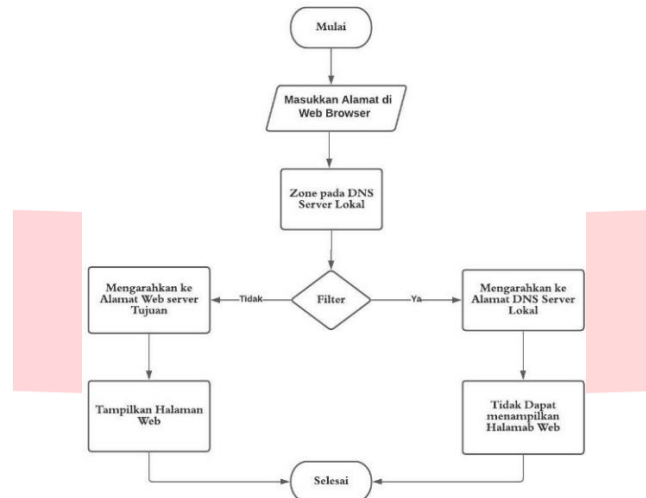 Mulai
Masukkan Alamat di
Web Browser
Zone pada DNS
Server Lokal
Filter
Tidak
Ya
Mengarahkan ke
Alamat Web server
Tujuan
Mengarahkan ke
Alamat DNS Server
Lokal
Tampilkan Halaman
Web
Tidak Dapat
menampilkan
Halamab Web
Selesai